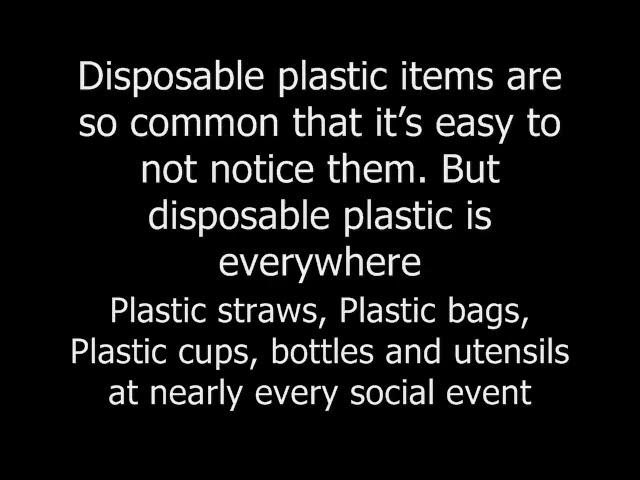 Disposable plastic items are
so common that it’s easy to
not notice them. But
disposable plastic is
everywhere
Plastic straws, Plastic bags,
Plastic cups, bottles and utensils
at nearly every social event